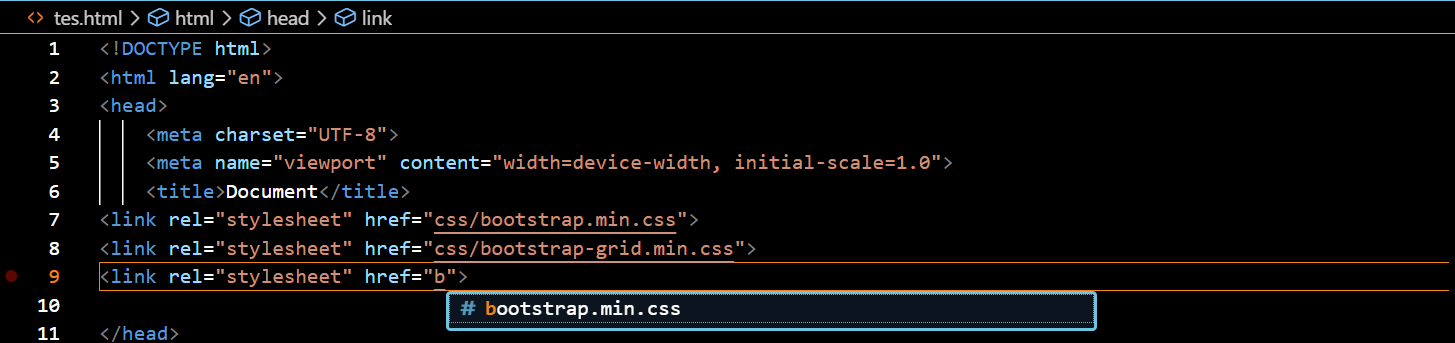 tes.html > html > head > link
1 <!DOCTYPE html>
2 <html lang="en">
3 <head>
4 <meta charset="UTF-8">
5 <meta name="viewport" content="width=device-width, initial-scale=1.0">
6 <title>Document</title>
7 <link rel="stylesheet" href="css/bootstrap.min.css">
8 <link rel="stylesheet" href="css/bootstrap-grid.min.css">
9 <link rel="stylesheet" href="b">
10
# bootstrap.min.css
11 </head>